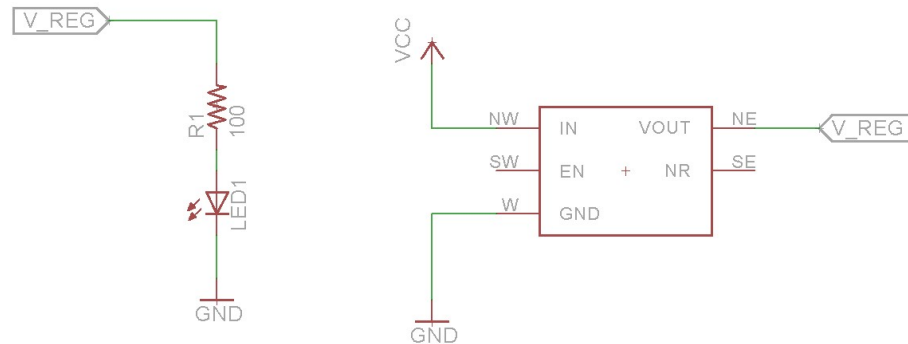 V_REG
R1
100
LED1
GND
VCC
NW
IN
VOUT
NE
V_REG
SW
EN
NR
SE
W
GND
GND